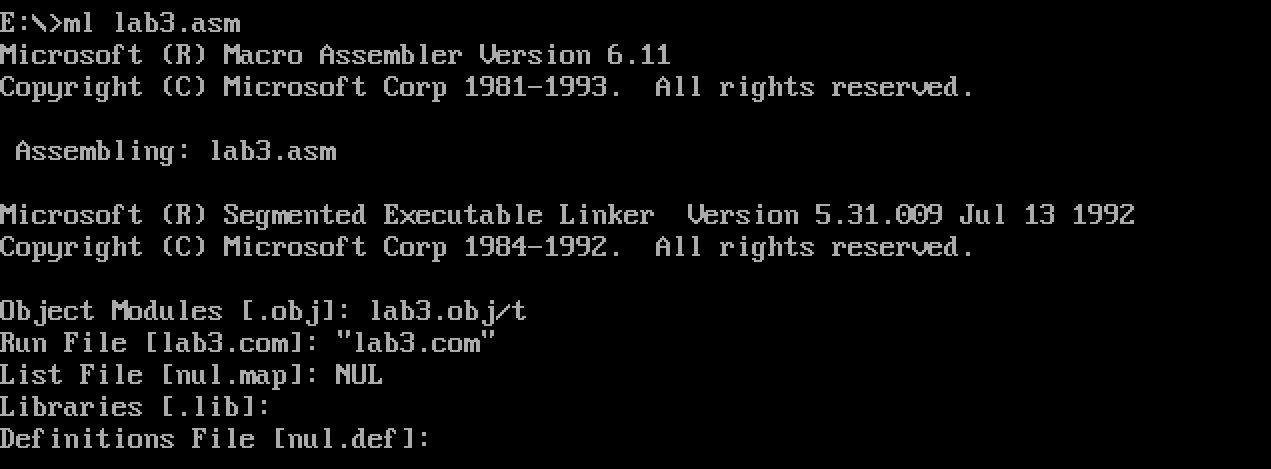 E:\>ml lab3.asm
Microsoft (R) Macro Assembler Version 6.11
Copyright (C) Microsoft Corp 1981-1993.  All rights reserved.
Assembling: lab3.asm
Microsoft (R) Segmented Executable Linker  Version 5.31.009 Jul 13 1992
Copyright (C) Microsoft Corp 1984-1992.  All rights reserved.
Object Modules [.obj]: lab3.obj/t
Run File [lab3.com]: "lab3.com"
List File [nul.map]: NUL
Libraries [.lib]:
Definitions File [nul.def]: